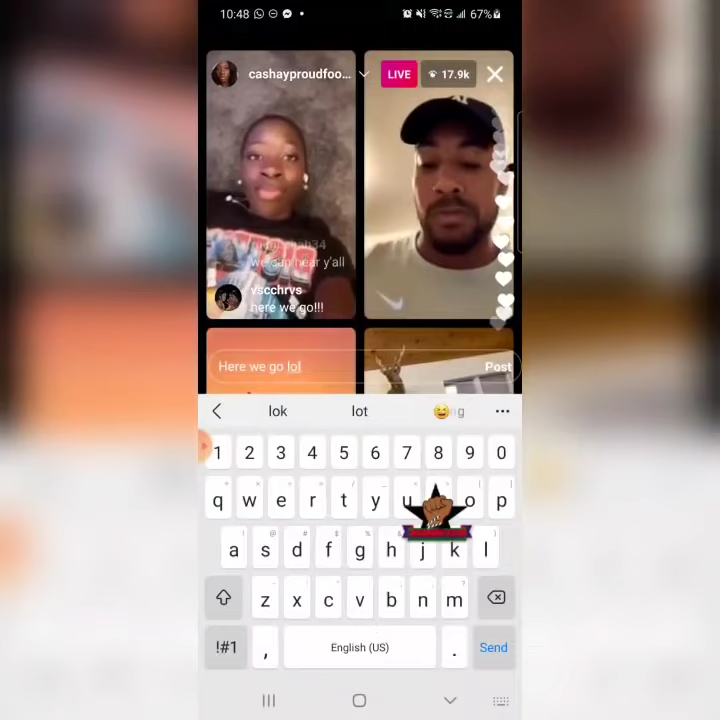 10:48
67%
cashayproudfoo...
LIVE
17.9k
we can hear y'all
vscchrvs
here we go!!!
Here we go lol
Post
lok
lot
1 2 3 4 5 6 7 8 9 0
q w e r t y u o p
a s d f g h j k l
z x c v b n m
!#1 , English (US) . Send